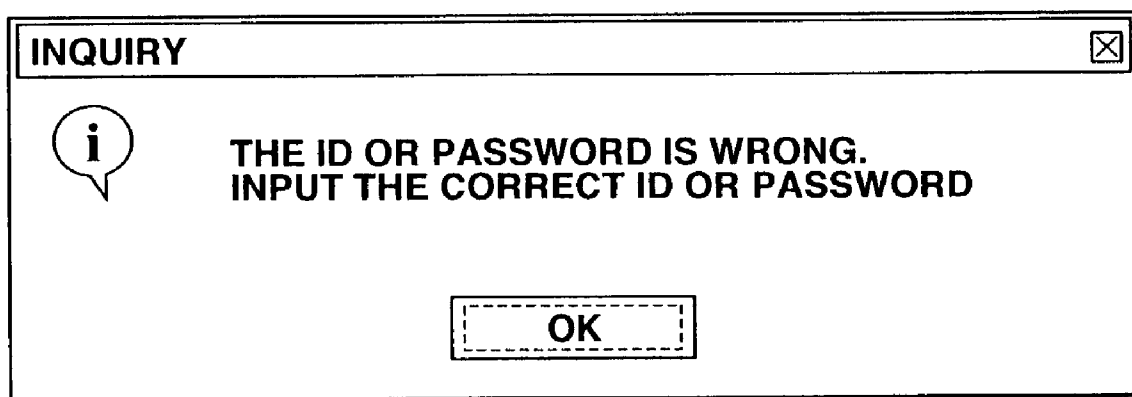 INQUIRY
i
THE ID OR PASSWORD IS WRONG.
INPUT THE CORRECT ID OR PASSWORD
OK